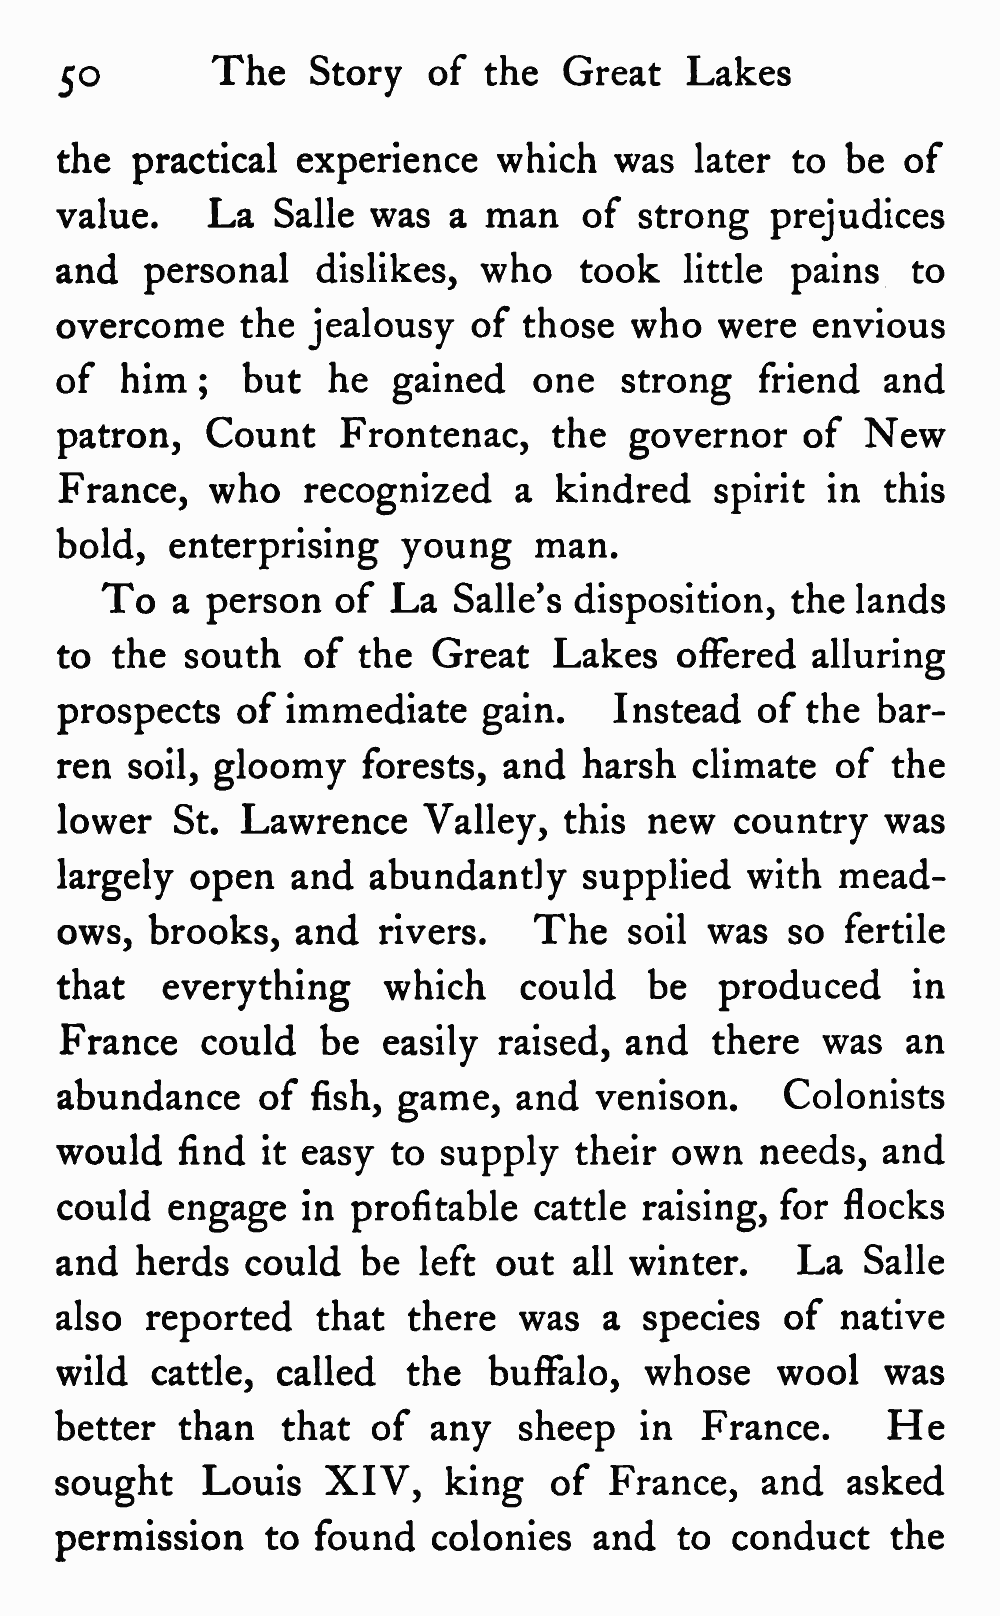 50 The Story of the Great Lakes
the practical experience which was later to be of
value. La Salle was a man of strong prejudices
and personal dislikes, who took little pains to
overcome the jealousy of those who were envious
of him ; but he gained one strong friend and
patron, Count Frontenac, the governor of New
France, who recognized a kindred spirit in this
bold, enterprising young man.
To a person of La Salle's disposition, the lands
to the south of the Great Lakes offered alluring
prospects of immediate gain. Instead of the bar-
ren soil, gloomy forests, and harsh climate of the
lower St. Lawrence Valley, this new country was
largely open and abundantly supplied with mead-
ows, brooks, and rivers. The soil was so fertile
that everything which could be produced in
France could be easily raised, and there was an
abundance of fish, game, and venison. Colonists
would find it easy to supply their own needs, and
could engage in profitable cattle raising, for flocks
and herds could be left out all winter. La Salle
also reported that there was a species of native
wild cattle, called the buffalo, whose wool was
better than that of any sheep in France. He
sought Louis XIV, king of France, and asked
permission to found colonies and to conduct the